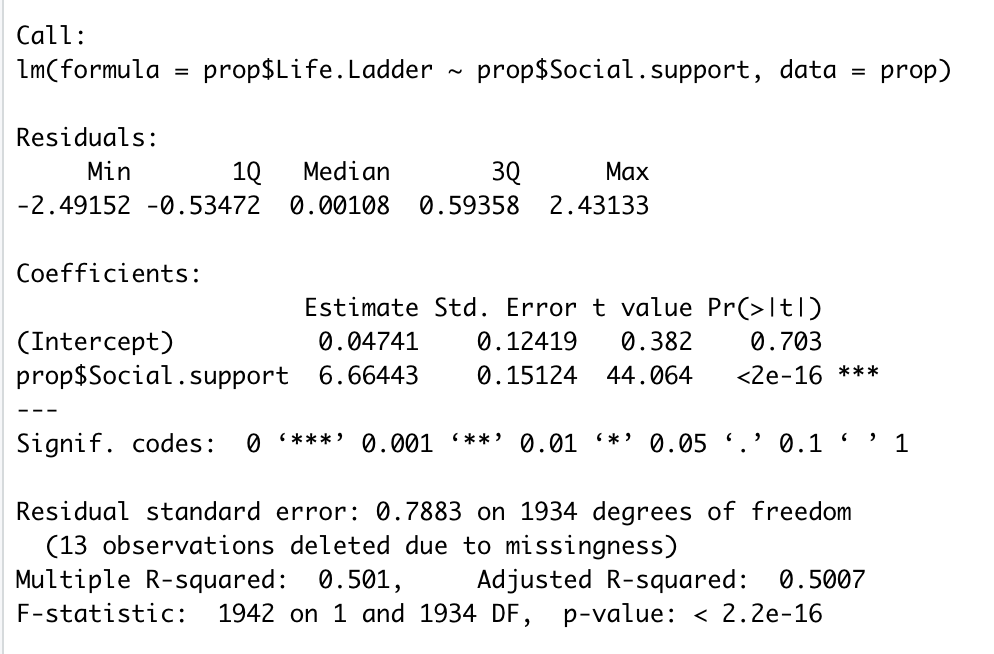 Call:
lm(formula = prop$Life.Ladder ~ prop$Social.support, data = prop)
Residuals:
Min 1Q Median 3Q Max
-2.49152 -0.53472 0.00108 0.59358 2.43133
Coefficients:
Estimate Std. Error t value Pr(>|t|)
(Intercept) 0.04741 0.12419 0.382 0.703
prop$Social.support 6.66443 0.15124 44.064 <2e-16 ***
---
Signif. codes: 0 ‘***’ 0.001 ‘**’ 0.01 ‘*’ 0.05 ‘.’ 0.1 ‘ ’ 1
Residual standard error: 0.7883 on 1934 degrees of freedom
(13 observations deleted due to missingness)
Multiple R-squared: 0.501, Adjusted R-squared: 0.5007
F-statistic: 1942 on 1 and 1934 DF, p-value: < 2.2e-16